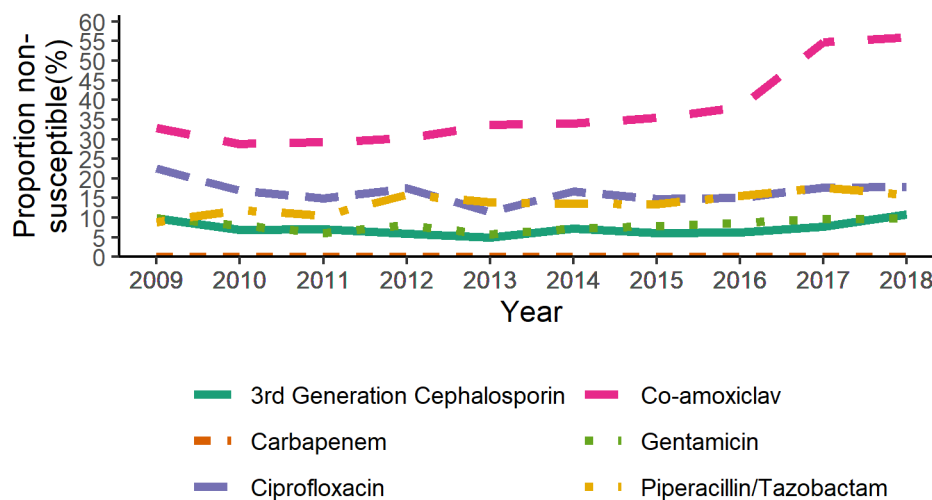 60
55
50
45
40
35
30
25
20
15
10
5
0
Proportion non-
susceptible(%)
2009 2010 2011 2012 2013 2014 2015 2016 2017 2018
Year
3rd Generation Cephalosporin Co-amoxiclav
Carbapenem Gentamicin
Ciprofloxacin Piperacillin/Tazobactam